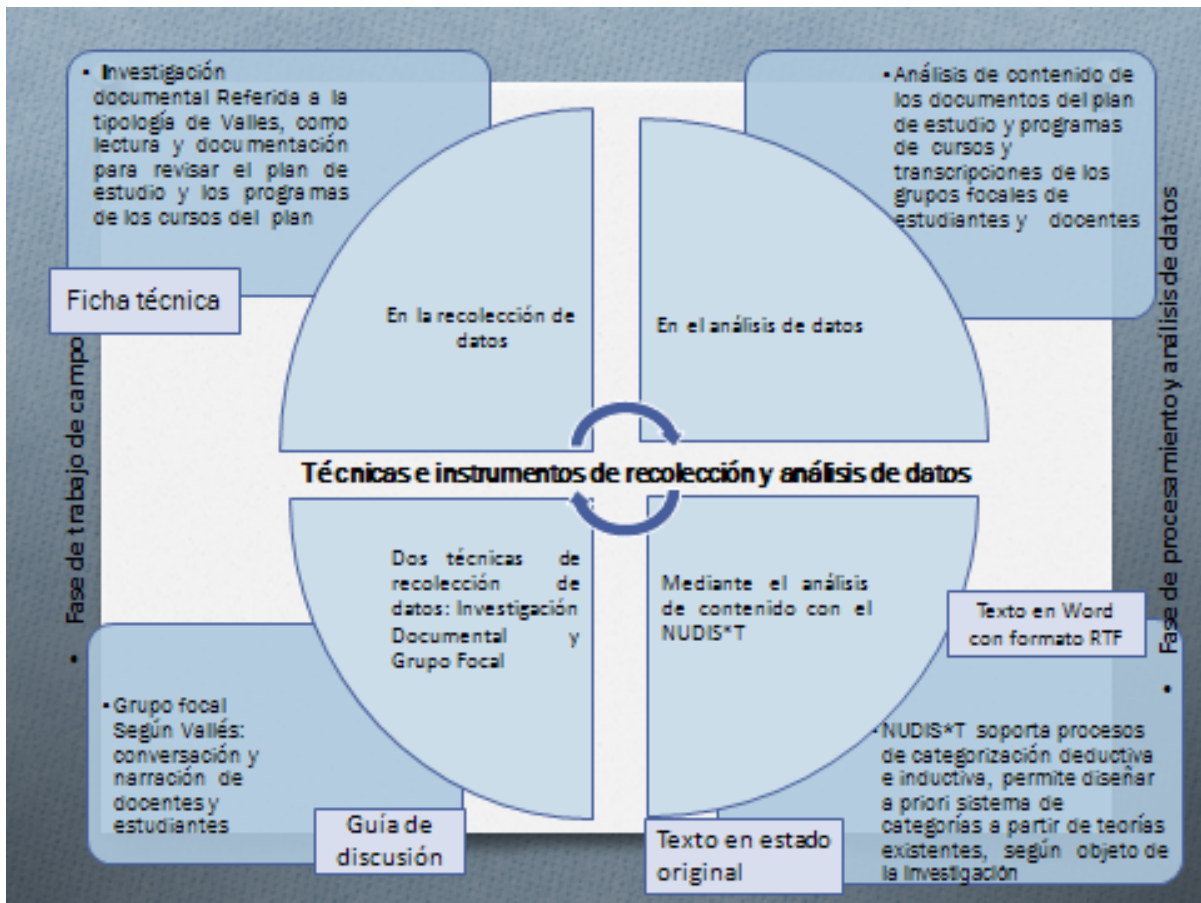 • Investigación
documental Referida a la
tipología de Valles, como
lectura y documentación
para revisar el plan de
estudio y los programas
de los cursos del plan
Ficha técnica
• Análisis de contenido de
los documentos del plan
de estudio y programas
de cursos y
transcripciones de los
grupos focales de
estudiantes y docentes
En la recolección de
datos
En el análisis de datos
• Fase de trabajo de campo
• Fase de procesamiento y análisis de datos
Técnicas e instrumentos de recolección y análisis de datos
Dos técnicas de
recolección de
datos: Investigación
Documental y
Grupo Focal
Mediante el análisis
de contenido con el
NUDIS*T
Texto en Word
con formato RTF
• Grupo focal
Según Vallés:
conversación y
narración de
docentes y
estudiantes
Guía de
discusión
Texto en estado
original
• NUDIS*T soporta procesos
de categorización deductiva
e inductiva, permite diseñar
a priori sistema de
categorías a partir de teorías
existentes, según objeto de
la investigación